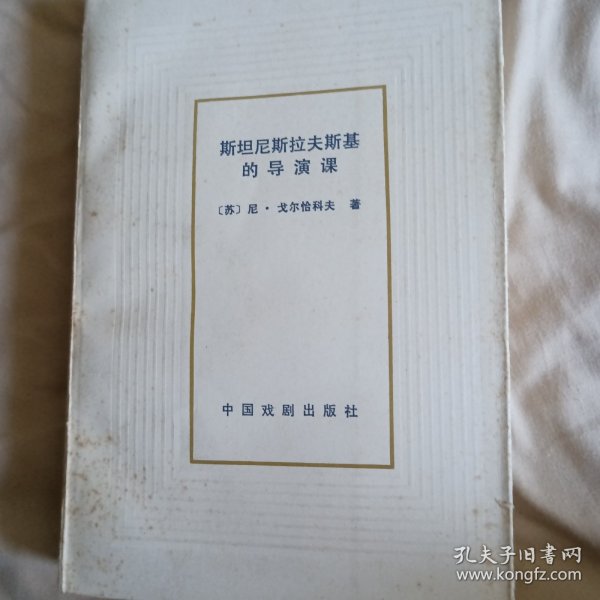 斯坦尼斯拉夫斯基
的导演课
〔苏〕尼·戈尔恰科夫 著
中国戏剧出版社
孔夫子旧书网
www.kongfz.com